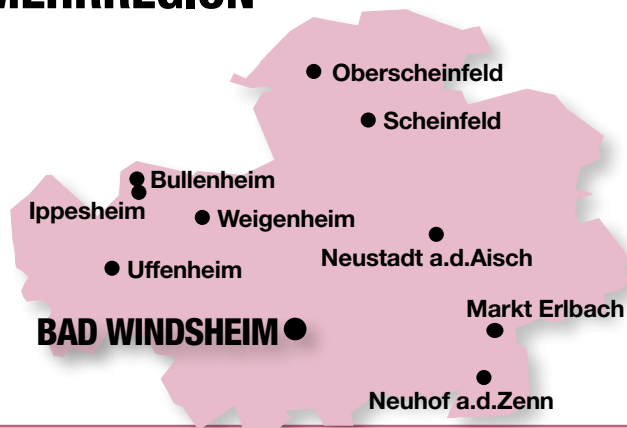 MEHRREGION
Oberscheinfeld
Scheinfeld
Bullenheim
Ippesheim
Weigenheim
Neustadt a.d.Aisch
Uffenheim
Markt Erlbach
BAD WINDSHEIM
Neuhof a.d.Zenn